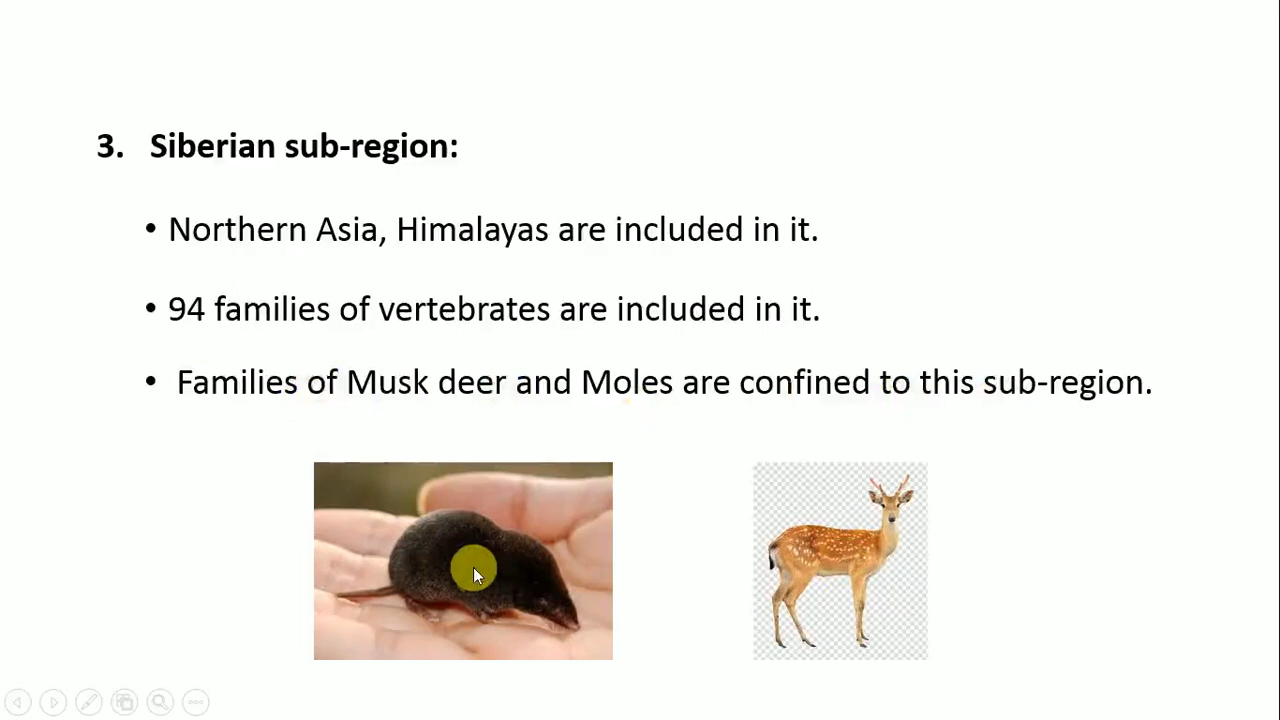 3. Siberian sub-region:
• Northern Asia, Himalayas are included in it.
• 94 families of vertebrates are included in it.
• Families of Musk deer and Moles are confined to this sub-region.